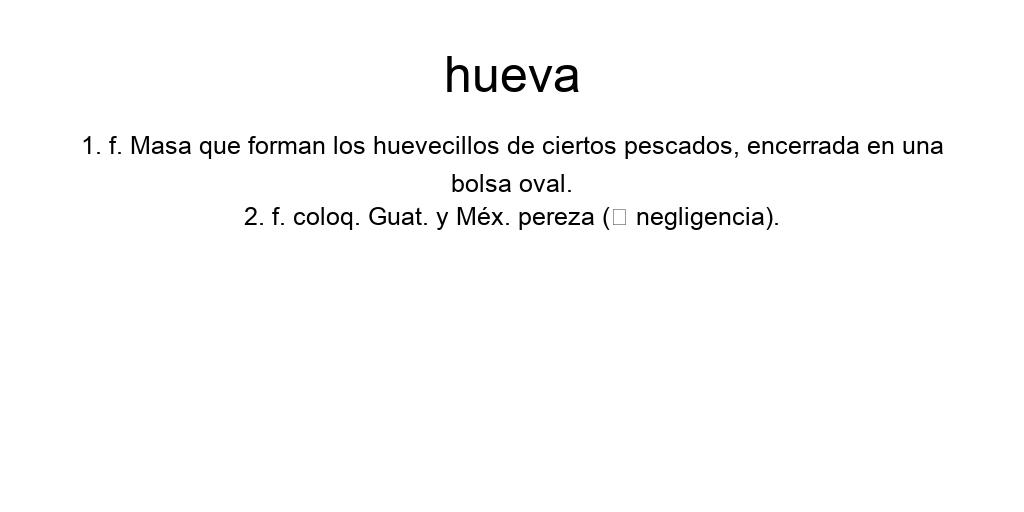 hueva
1. f. Masa que forman los huevecillos de ciertos pescados, encerrada en una
bolsa oval.
2. f. coloq. Guat. y Méx. pereza (▯ negligencia).